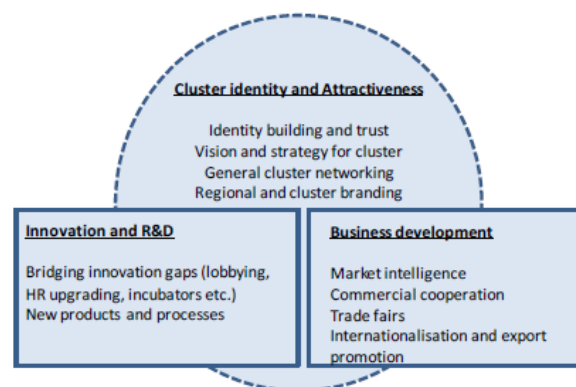 Cluster identity and Attractiveness
Identity building and trust
Vision and strategy for cluster
General cluster networking
Regional and cluster branding
Innovation and R&D
Bridging innovation gaps (lobbying,
HR upgrading, incubators etc.)
New products and processes
Business development
Market intelligence
Commercial cooperation
Trade fairs
Internationalisation and export
promotion